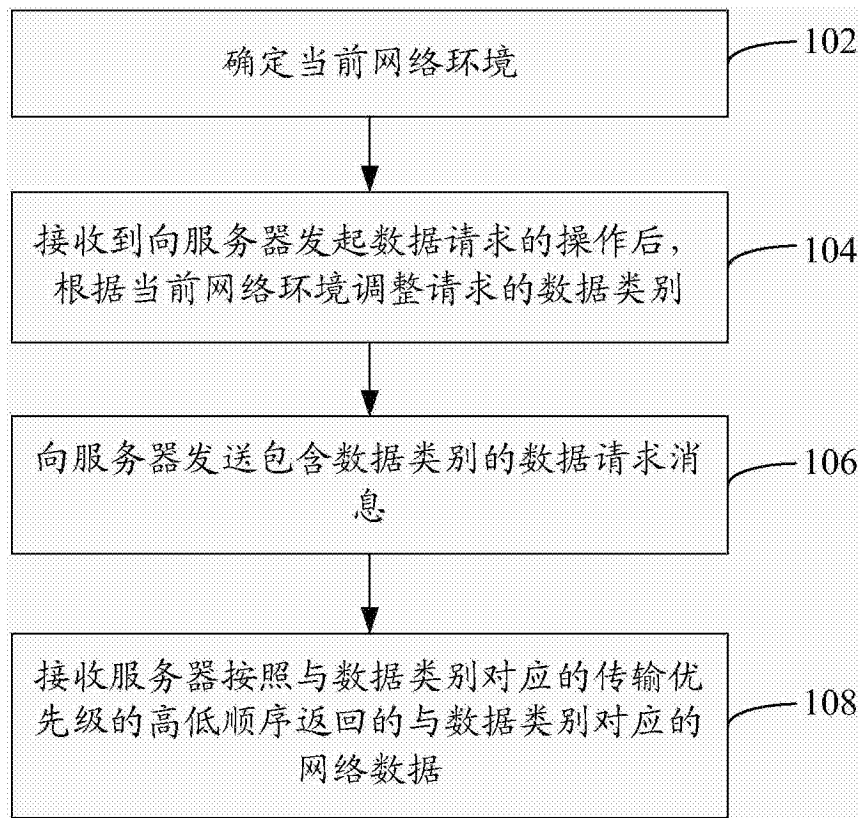 确定当前网络环境
102
接收到向服务器发起数据请求的操作后，
根据当前网络环境调整请求的数据类别
104
向服务器发送包含数据类别的数据请求消
息
106
接收服务器按照与数据类别对应的传输优
先级的高低顺序返回的与数据类别对应的
网络数据
108